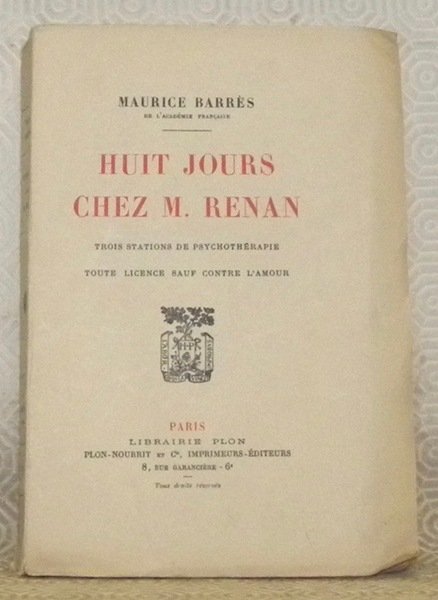 MAURICE BARRÈS
DE L'ACADÉMIE FRANÇAISE
HUIT JOURS
CHEZ M. RENAN
TROIS STATIONS DE PSYCHOTHÉRAPIE
TOUTE LICENCE SAUF CONTRE L'AMOUR
PARIS
LIBRAIRIE PLON
PLON-NOURRIT ET Cie, IMPRIMEURS-ÉDITEURS
8, RUE GARANCIÈRE - 6e
Tous droits réservés